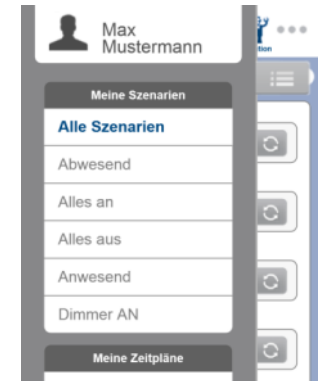 Max
Mustermann
Meine Szenarien
Alle Szenarien
Abwesend
Alles an
Alles aus
Anwesend
Dimmer AN
Meine Zeitpläne